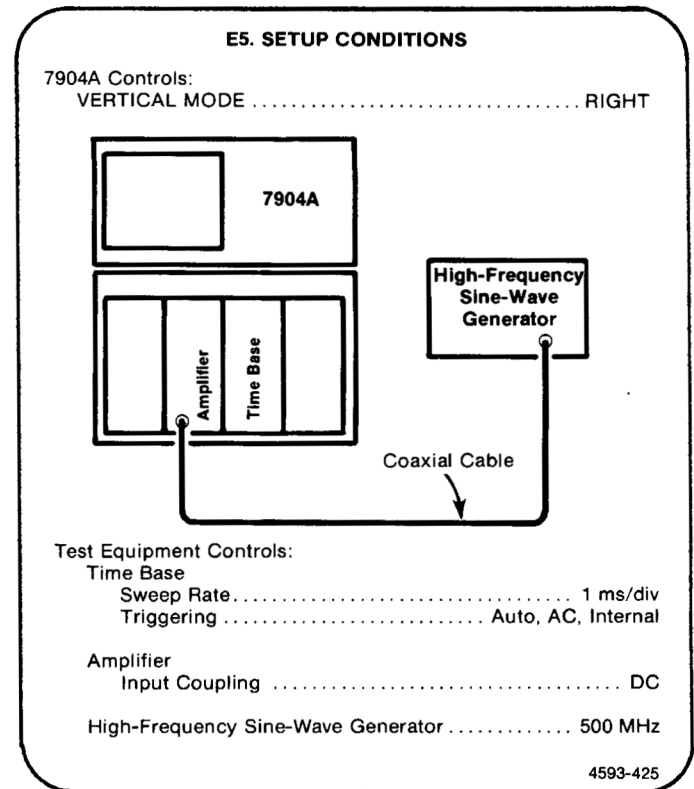 E5. SETUP CONDITIONS
7904A Controls:
VERTICAL MODE ................................. RIGHT
7904A
High-Frequency
Sine-Wave
Generator
Amplifier
Time Base
Coaxial Cable
Test Equipment Controls:
Time Base
Sweep Rate.................................. 1 ms/div
Triggering .......................... Auto, AC, Internal
Amplifier
Input Coupling ................................... DC
High-Frequency Sine-Wave Generator ............. 500 MHz
4593-425